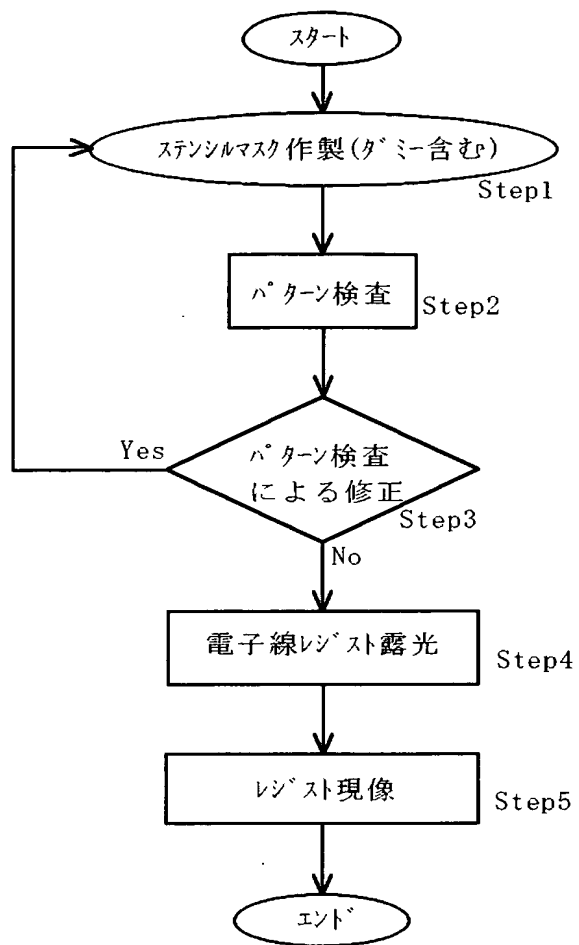 スタート
ステンシルマスク作製(ダミー含む)
Step1
パターン検査
Step2
Yes
パターン検査
による修正
Step3
No
電子線レジスト露光
Step4
レジスト現像
Step5
エンド